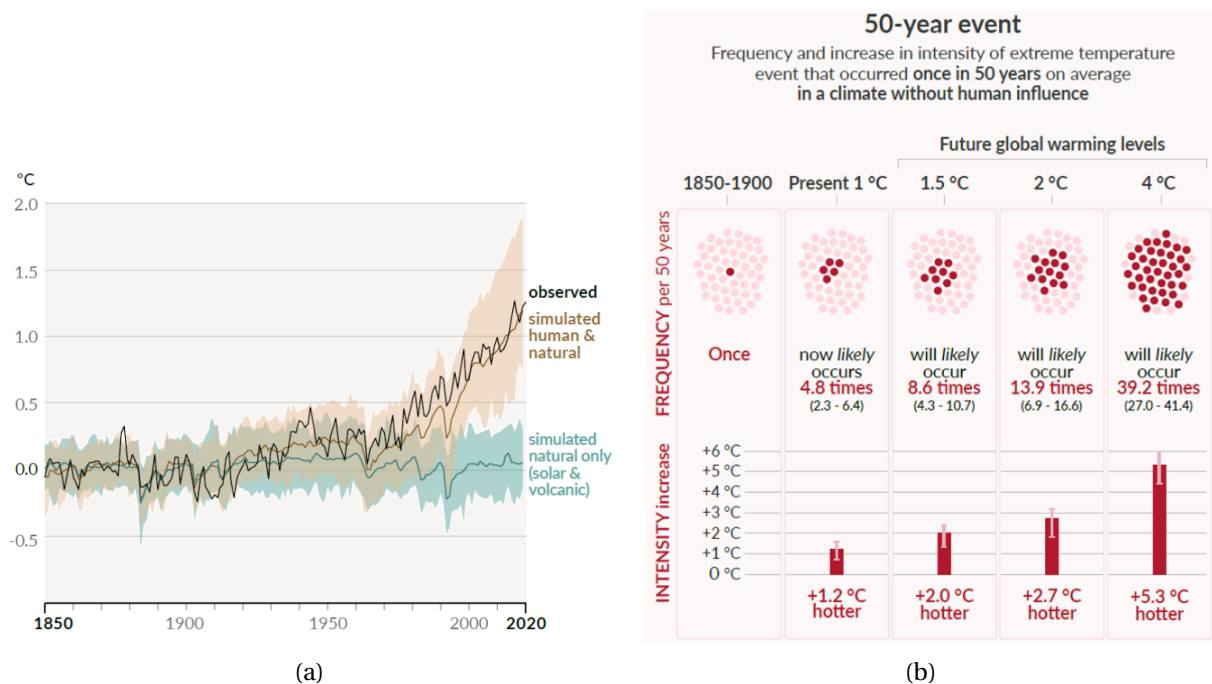 °C
2.0
1.5
1.0
0.5
0.0
-0.5
1850
1900
1950
2000
2020
observed
simulated
human &
natural
simulated
natural only
(solar &
volcanic)
(a)
50-year event
Frequency and increase in intensity of extreme temperature
event that occurred once in 50 years on average
in a climate without human influence
Future global warming levels
1850-1900
Present 1 °C
1.5 °C
2 °C
4 °C
FREQUENCY per 50 years
Once
now likely
occurs
4.8 times
(2.3 - 6.4)
will likely
occur
8.6 times
(4.3 - 10.7)
will likely
occur
13.9 times
(6.9 - 16.6)
will likely
occur
39.2 times
(27.0 - 41.4)
INTENSITY increase
+6 °C
+5 °C
+4 °C
+3 °C
+2 °C
+1 °C
0 °C
+1.2 °C
hotter
+2.0 °C
hotter
+2.7 °C
hotter
+5.3 °C
hotter
(b)